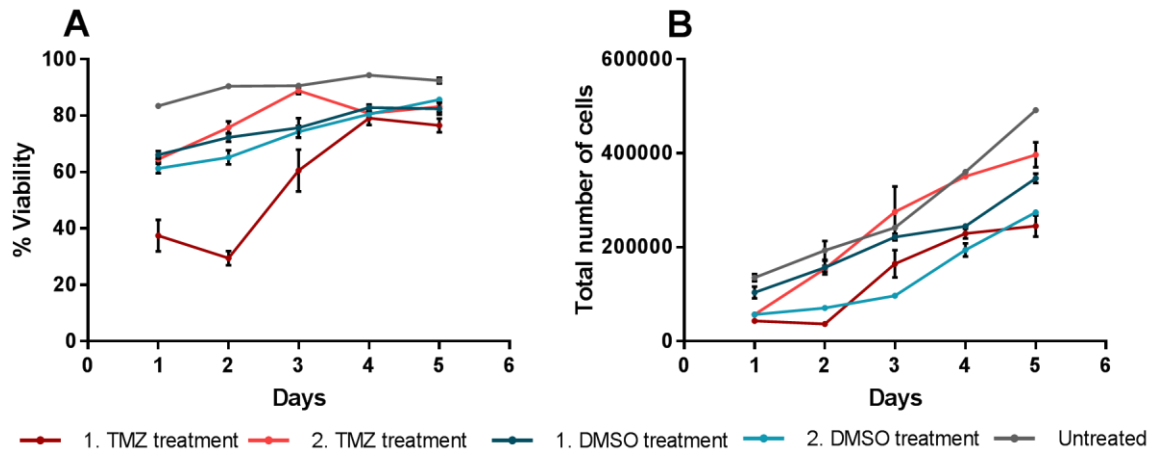 A
% Viability
100
80
60
40
20
0
0 1 2 3 4 5 6
Days
B
Total number of cells
600000
400000
200000
0
0 1 2 3 4 5 6
Days
1. TMZ treatment 2. TMZ treatment 1. DMSO treatment 2. DMSO treatment Untreated